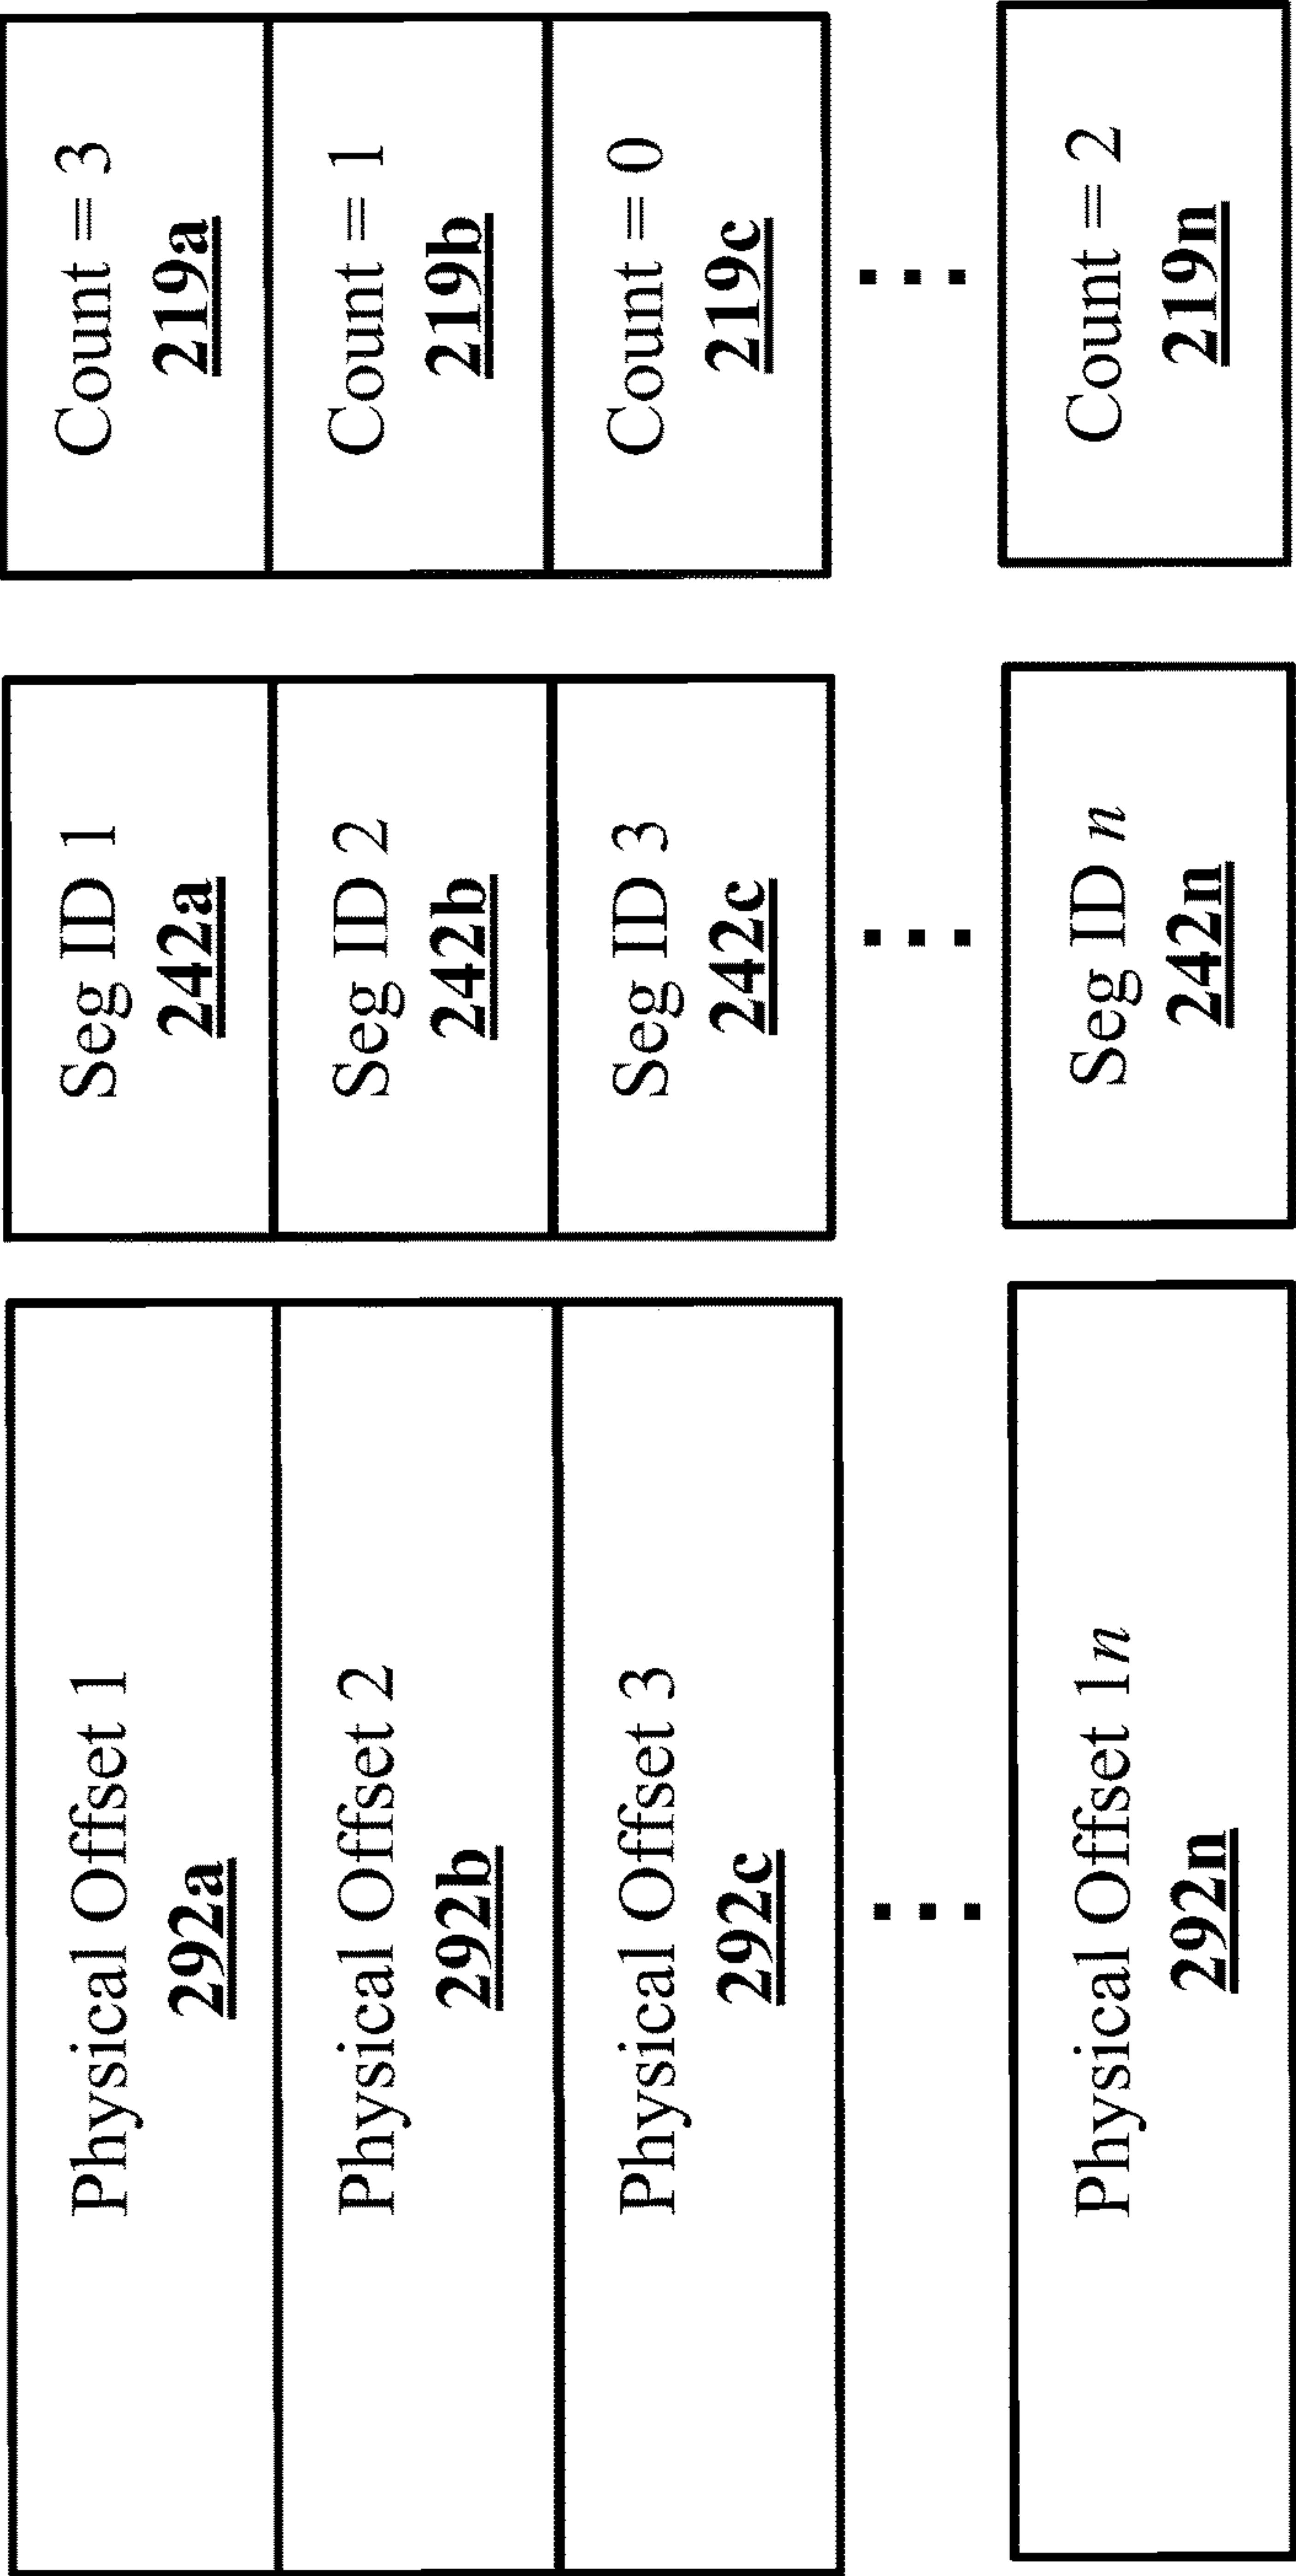 Physical Offset 1
292a
Seg ID 1
242a
Count = 3
219a
Physical Offset 2
292b
Seg ID 2
242b
Count = 1
219b
Physical Offset 3
292c
Seg ID 3
242c
Count = 0
219c
Physical Offset 1n
292n
Seg ID n
242n
Count = 2
219n